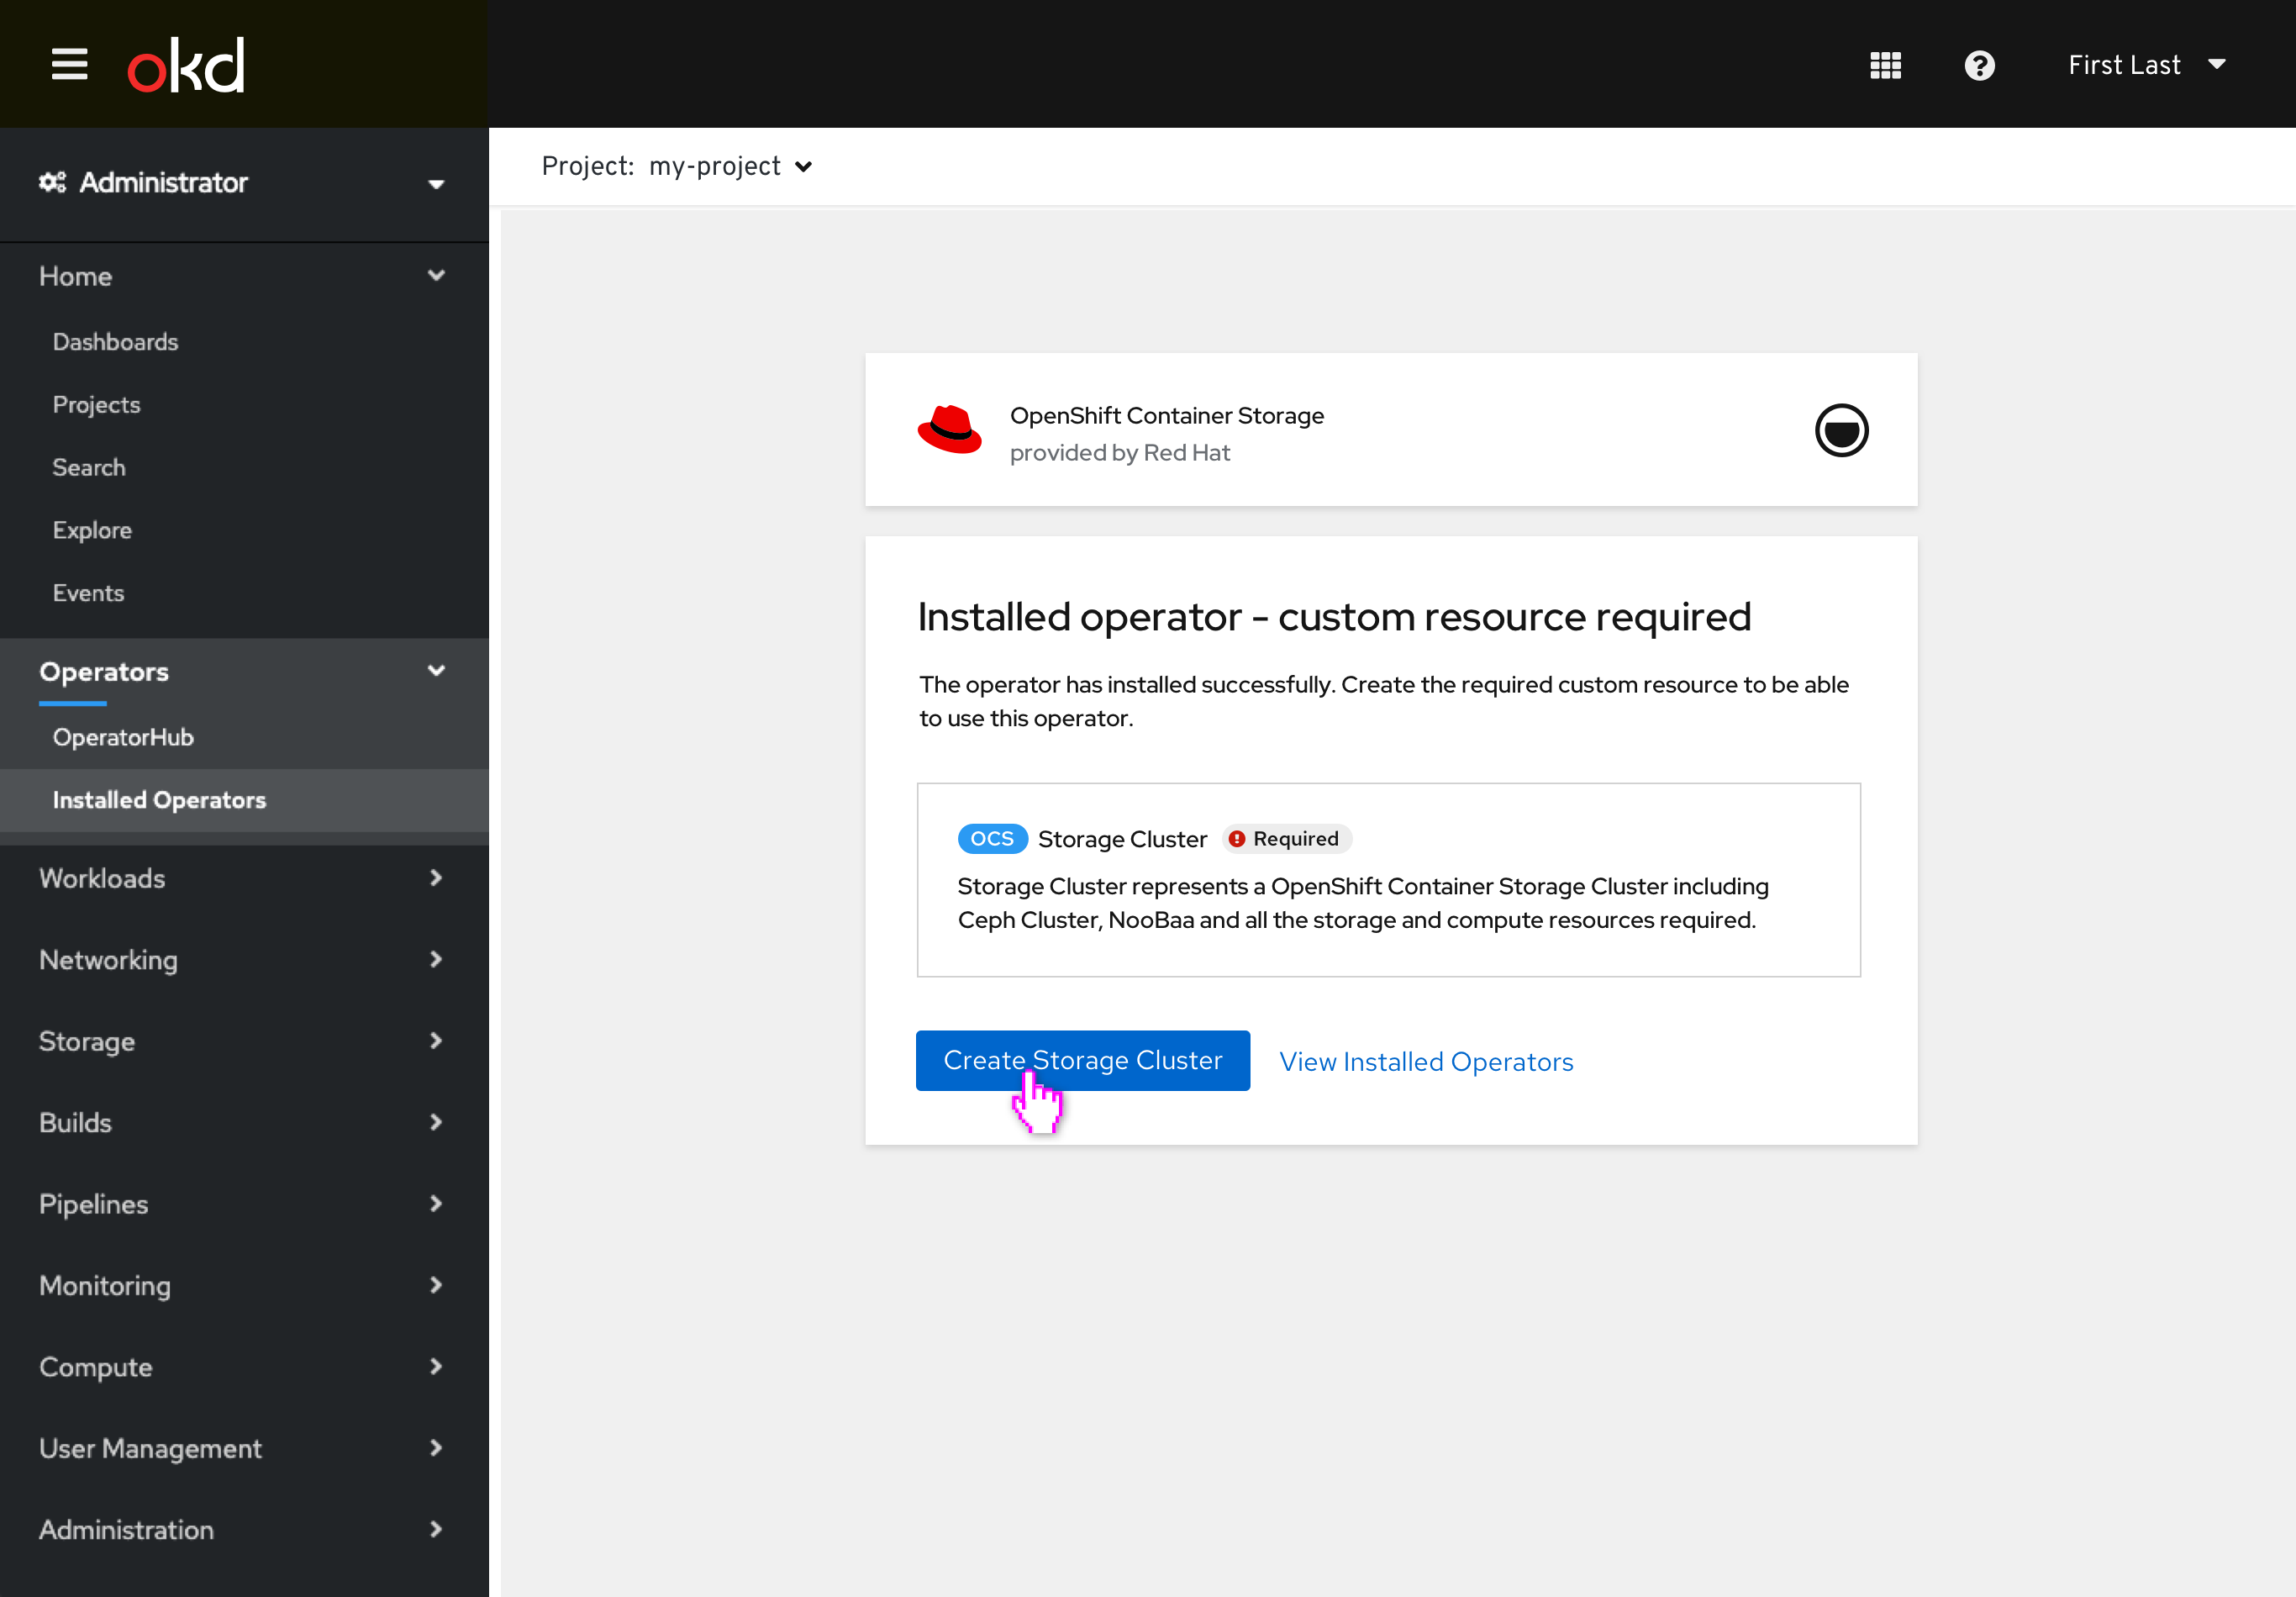 okd
First Last
Administrator
Project: my-project
Home
Dashboards
Projects
Search
Explore
Events
Operators
OperatorHub
Installed Operators
Workloads
Networking
Storage
Builds
Pipelines
Monitoring
Compute
User Management
Administration
OpenShift Container Storage
provided by Red Hat
Installed operator - custom resource required
The operator has installed successfully. Create the required custom resource to be able
to use this operator.
OCS Storage Cluster Required
Storage Cluster represents a OpenShift Container Storage Cluster including
Ceph Cluster, NooBaa and all the storage and compute resources required.
Create Storage Cluster View Installed Operators